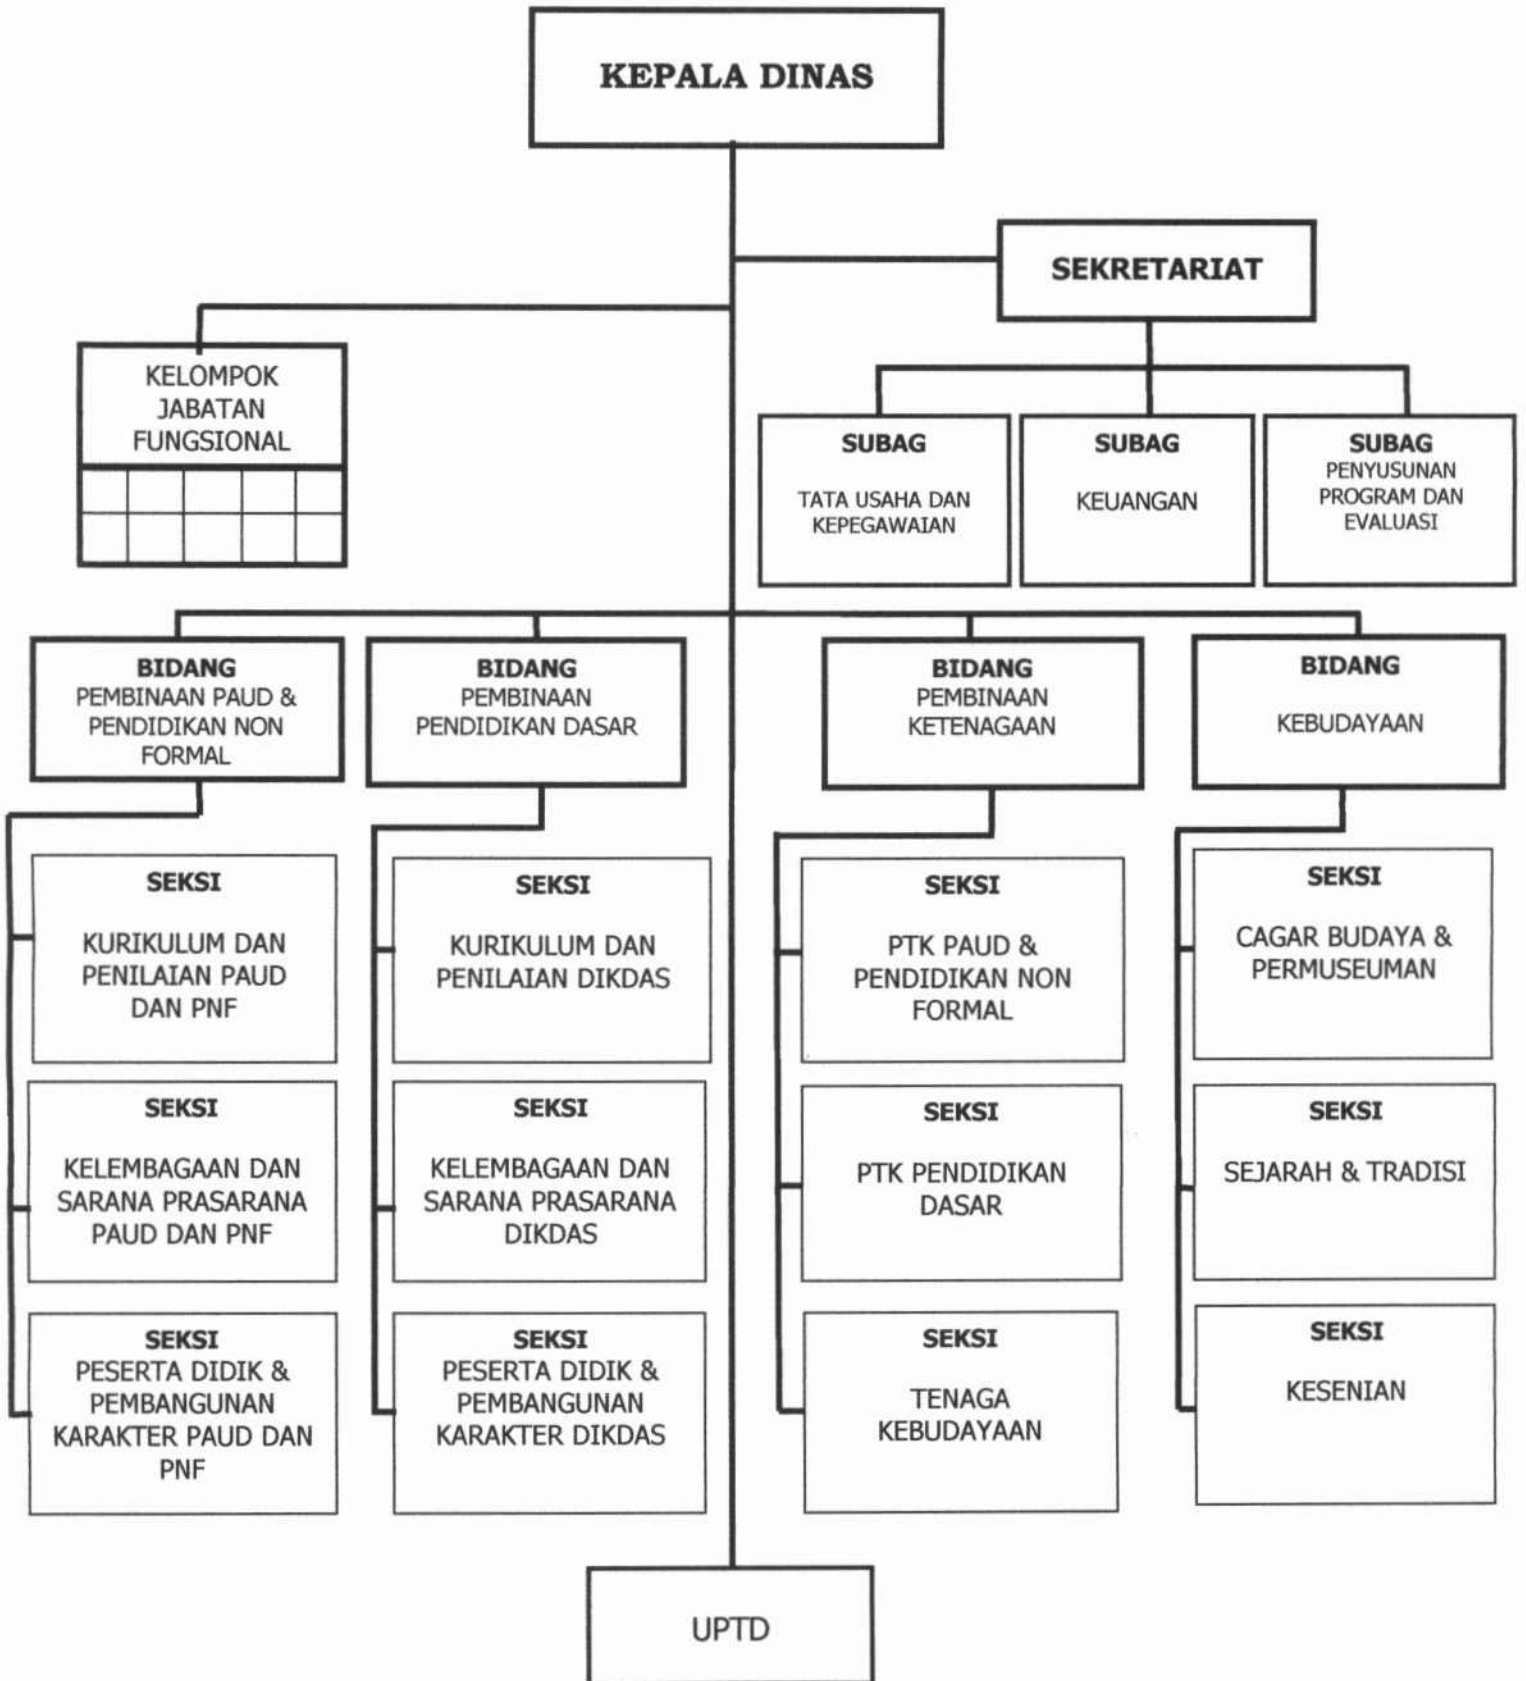 KEPALA DINAS
SEKRETARIAT
KELOMPOK
JABATAN
FUNGSIONAL
SUBAG
TATA USAHA DAN
KEPEGAWAIAN
SUBAG
KEUANGAN
SUBAG
PENYUSUNAN
PROGRAM DAN
EVALUASI
BIDANG
PEMBINAAN PAUD &
PENDIDIKAN NON
FORMAL
BIDANG
PEMBINAAN
PENDIDIKAN DASAR
BIDANG
PEMBINAAN
KETENAGAAN
BIDANG
KEBUDAYAAN
SEKSI
KURIKULUM DAN
PENILAIAN PAUD
DAN PNF
SEKSI
KURIKULUM DAN
PENILAIAN DIKDAS
SEKSI
PTK PAUD &
PENDIDIKAN NON
FORMAL
SEKSI
CAGAR BUDAYA &
PERMUSEUMAN
SEKSI
KELEMBAGAAN DAN
SARANA PRASARANA
PAUD DAN PNF
SEKSI
KELEMBAGAAN DAN
SARANA PRASARANA
DIKDAS
SEKSI
PTK PENDIDIKAN
DASAR
SEKSI
SEJARAH & TRADISI
SEKSI
PESERTA DIDIK &
PEMBANGUNAN
KARAKTER PAUD DAN
PNF
SEKSI
PESERTA DIDIK &
PEMBANGUNAN
KARAKTER DIKDAS
SEKSI
TENAGA
KEBUDAYAAN
SEKSI
KESENIAN
UPTD